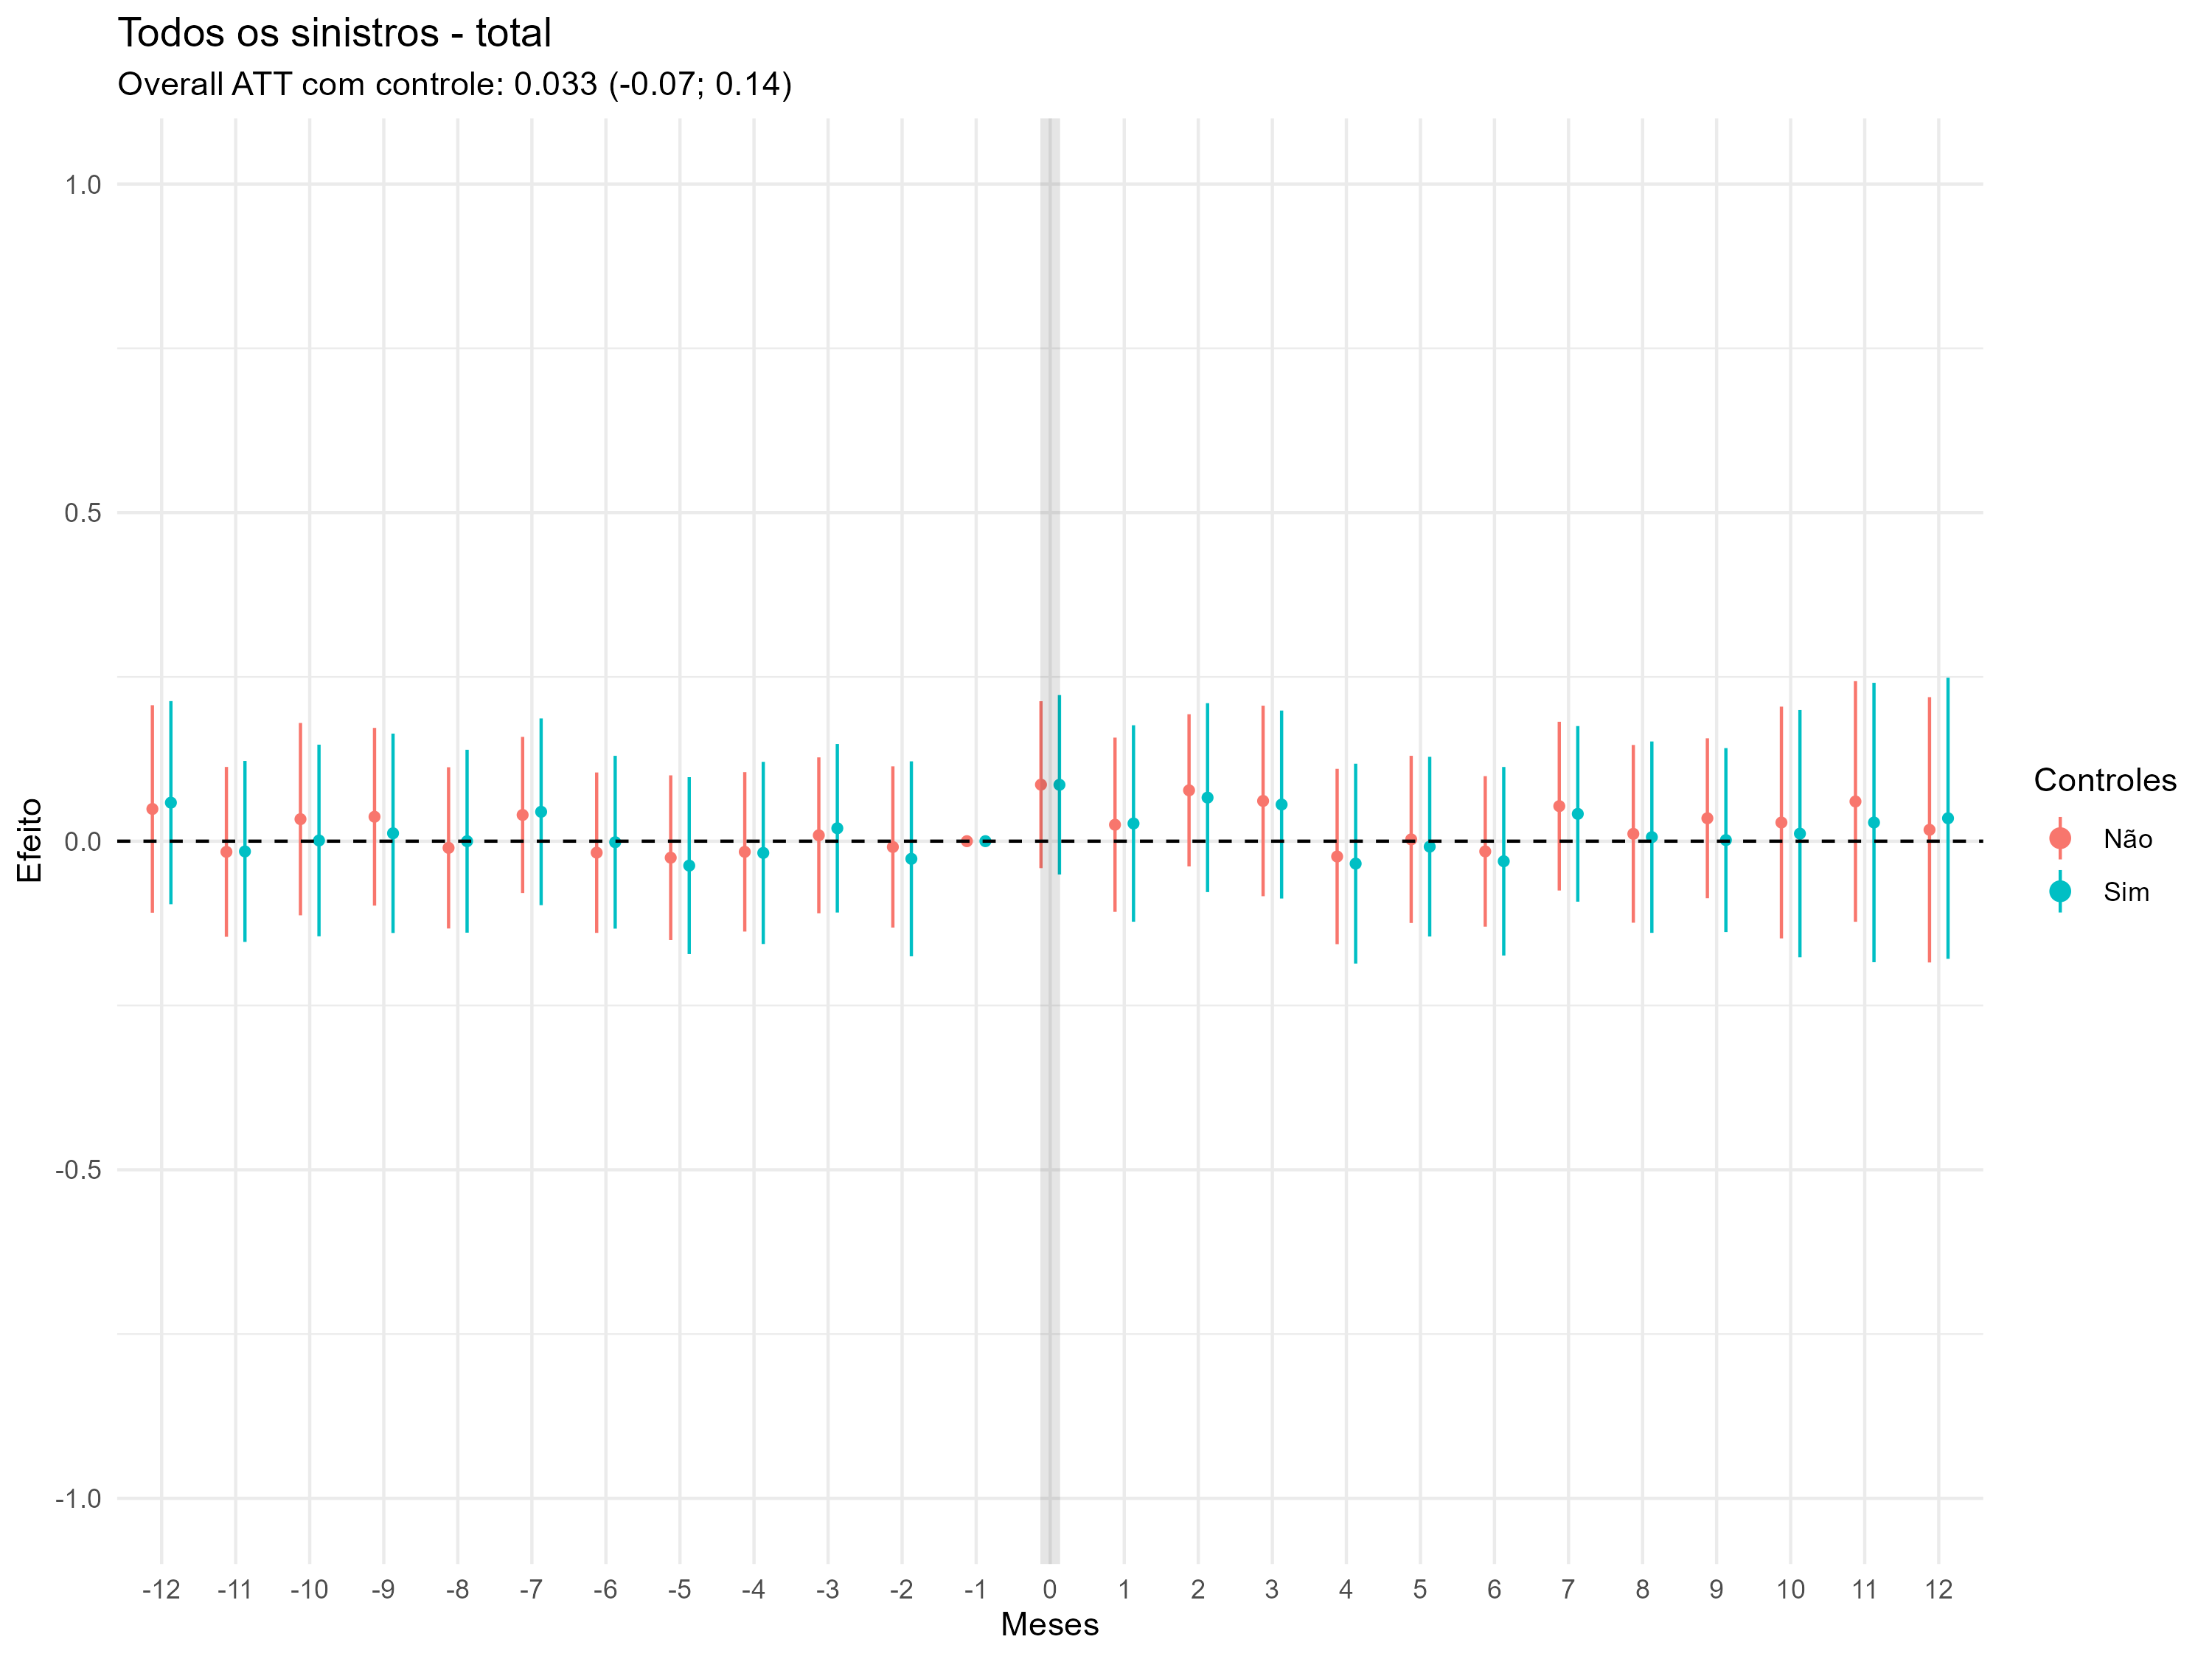 Todos os sinistros - total
Overall ATT com controle: 0.033 (-0.07; 0.14)
1.0
0.5
0.0
-0.5
-1.0
Efeito
-12 -11 -10 -9 -8 -7 -6 -5 -4 -3 -2 -1 0 1 2 3 4 5 6 7 8 9 10 11 12
Meses
Controles
Não
Sim